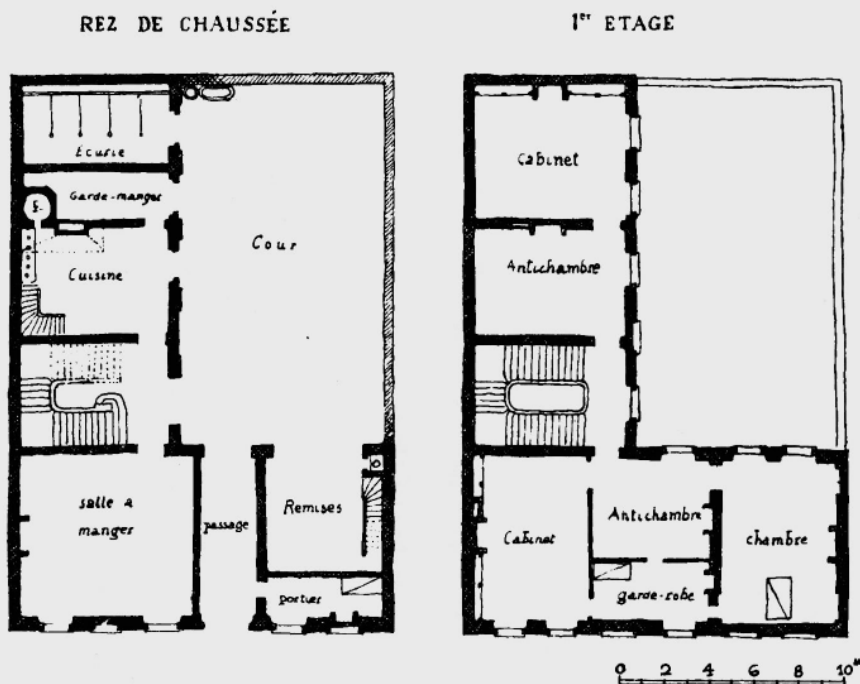 REZ DE CHAUSSÉE
Écurie
Garde-manger
F.
Cuisine
Cour
salle a
manger
passage
Remises
portier
1er ETAGE
Cabinet
Antichambre
Cabinet
Antichambre
chambre
garde-robe
0 2 4 6 8 10M